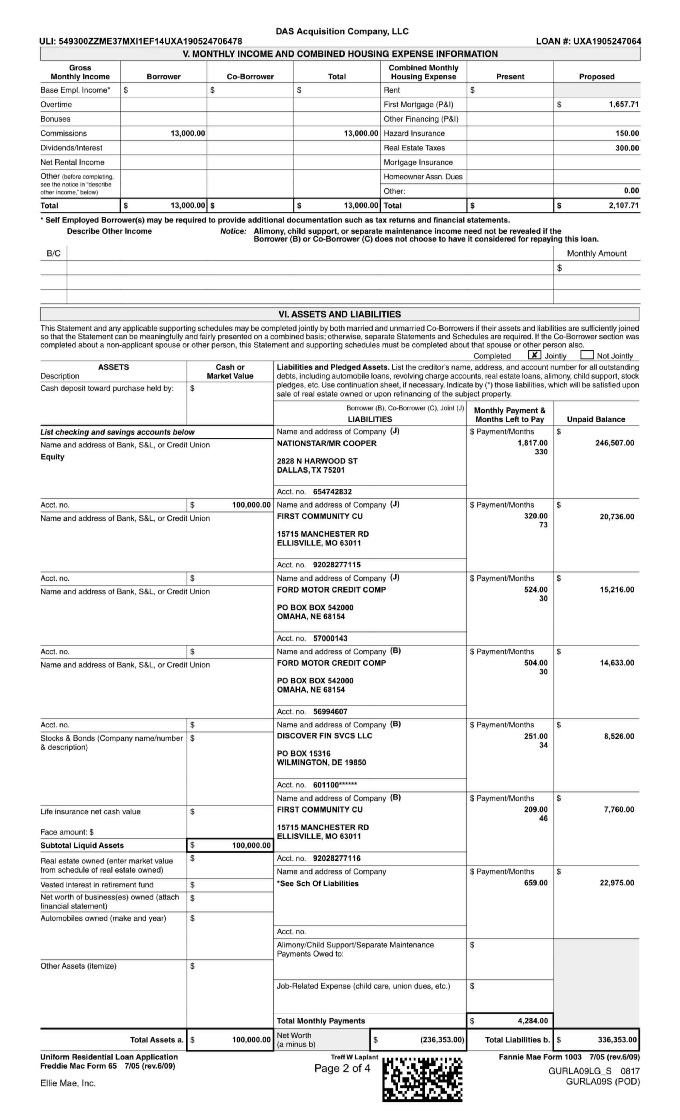 DAS Acquisition Company, LLC
ULI: 549300ZZME37MXI1EF14UXA190524706478 LOAN #: UXA1905247064
V. MONTHLY INCOME AND COMBINED HOUSING EXPENSE INFORMATION
Gross Monthly Income Borrower Co-Borrower Total Combined Monthly Housing Expense Present Proposed
Base Empl. Income* $ $ $ Rent $
Overtime First Mortgage (P&I) $ 1,657.71
Bonuses Other Financing (P&I)
Commissions 13,000.00 13,000.00 Hazard Insurance 150.00
Dividends/Interest Real Estate Taxes 300.00
Net Rental Income Mortgage Insurance
Other (before completing, see the notice in "describe other income," below) Homeowner Assn. Dues
Other: 0.00
Total $ 13,000.00 $ $ 13,000.00 Total $ $ 2,107.71
* Self Employed Borrower(s) may be required to provide additional documentation such as tax returns and financial statements.
Describe Other Income Notice: Alimony, child support, or separate maintenance income need not be revealed if the
Borrower (B) or Co-Borrower (C) does not choose to have it considered for repaying this loan.
B/C Monthly Amount
$
VI. ASSETS AND LIABILITIES
This Statement and any applicable supporting schedules may be completed jointly by both married and unmarried Co-Borrowers if their assets and liabilities are sufficiently joined
so that the Statement can be meaningfully and fairly presented on a combined basis; otherwise, separate Statements and Schedules are required. If the Co-Borrower section was
completed about a non-applicant spouse or other person, this Statement and supporting schedules must be completed about that spouse or other person also.
Completed X Jointly Not Jointly
ASSETS
Description
Cash or Market Value
Cash deposit toward purchase held by: $
Liabilities and Pledged Assets. List the creditor's name, address, and account number for all outstanding
debts, including automobile loans, revolving charge accounts, real estate loans, alimony, child support, stock
pledges, etc. Use continuation sheet, if necessary. Indicate by (*) those liabilities, which will be satisfied upon
sale of real estate owned or upon refinancing of the subject property.
Borrower (B), Co-Borrower (C), Joint (J)
LIABILITIES
Monthly Payment & Months Left to Pay
Unpaid Balance
List checking and savings accounts below
Name and address of Bank, S&L, or Credit Union
Equity
Name and address of Company (J) $ Payment/Months $
NATIONSTAR/MR COOPER 1,817.00 246,507.00
330
2828 N HARWOOD ST
DALLAS, TX 75201
Acct. no. 654742832
Acct. no. $ 100,000.00
Name and address of Bank, S&L, or Credit Union
Name and address of Company (J) $ Payment/Months $
FIRST COMMUNITY CU 320.00 20,736.00
73
15715 MANCHESTER RD
ELLISVILLE, MO 63011
Acct. no. 92028277115
Acct. no. $
Name and address of Bank, S&L, or Credit Union
Name and address of Company (J) $ Payment/Months $
FORD MOTOR CREDIT COMP 524.00 15,216.00
30
PO BOX BOX 542000
OMAHA, NE 68154
Acct. no. 57000143
Acct. no. $
Name and address of Bank, S&L, or Credit Union
Name and address of Company (B) $ Payment/Months $
FORD MOTOR CREDIT COMP 504.00 14,633.00
30
PO BOX BOX 542000
OMAHA, NE 68154
Acct. no. 56994607
Acct. no. $
Stocks & Bonds (Company name/number & description) $
Name and address of Company (B) $ Payment/Months $
DISCOVER FIN SVCS LLC 251.00 8,526.00
34
PO BOX 15316
WILMINGTON, DE 19850
Acct. no. 601100******
Life insurance net cash value $
Face amount: $
Name and address of Company (B) $ Payment/Months $
FIRST COMMUNITY CU 209.00 7,760.00
46
15715 MANCHESTER RD
ELLISVILLE, MO 63011
Acct. no. 92028277116
Subtotal Liquid Assets $ 100,000.00
Real estate owned (enter market value from schedule of real estate owned) $
Vested interest in retirement fund $
Net worth of business(es) owned (attach financial statement) $
Automobiles owned (make and year) $
Name and address of Company $ Payment/Months $
*See Sch Of Liabilities 659.00 22,975.00
Acct. no.
Alimony/Child Support/Separate Maintenance Payments Owed to: $
Other Assets (itemize) $
Job-Related Expense (child care, union dues, etc.) $
Total Monthly Payments $ 4,284.00
Total Assets a. $ 100,000.00 Net Worth (a minus b) $ (236,353.00) Total Liabilities b. $ 336,353.00
Uniform Residential Loan Application
Freddie Mac Form 65 7/05 (rev.6/09)
Treff W Laplant
Fannie Mae Form 1003 7/05 (rev.6/09)
Page 2 of 4
GURLA09LG_S 0817
GURLA09S (POD)
Ellie Mae, Inc.